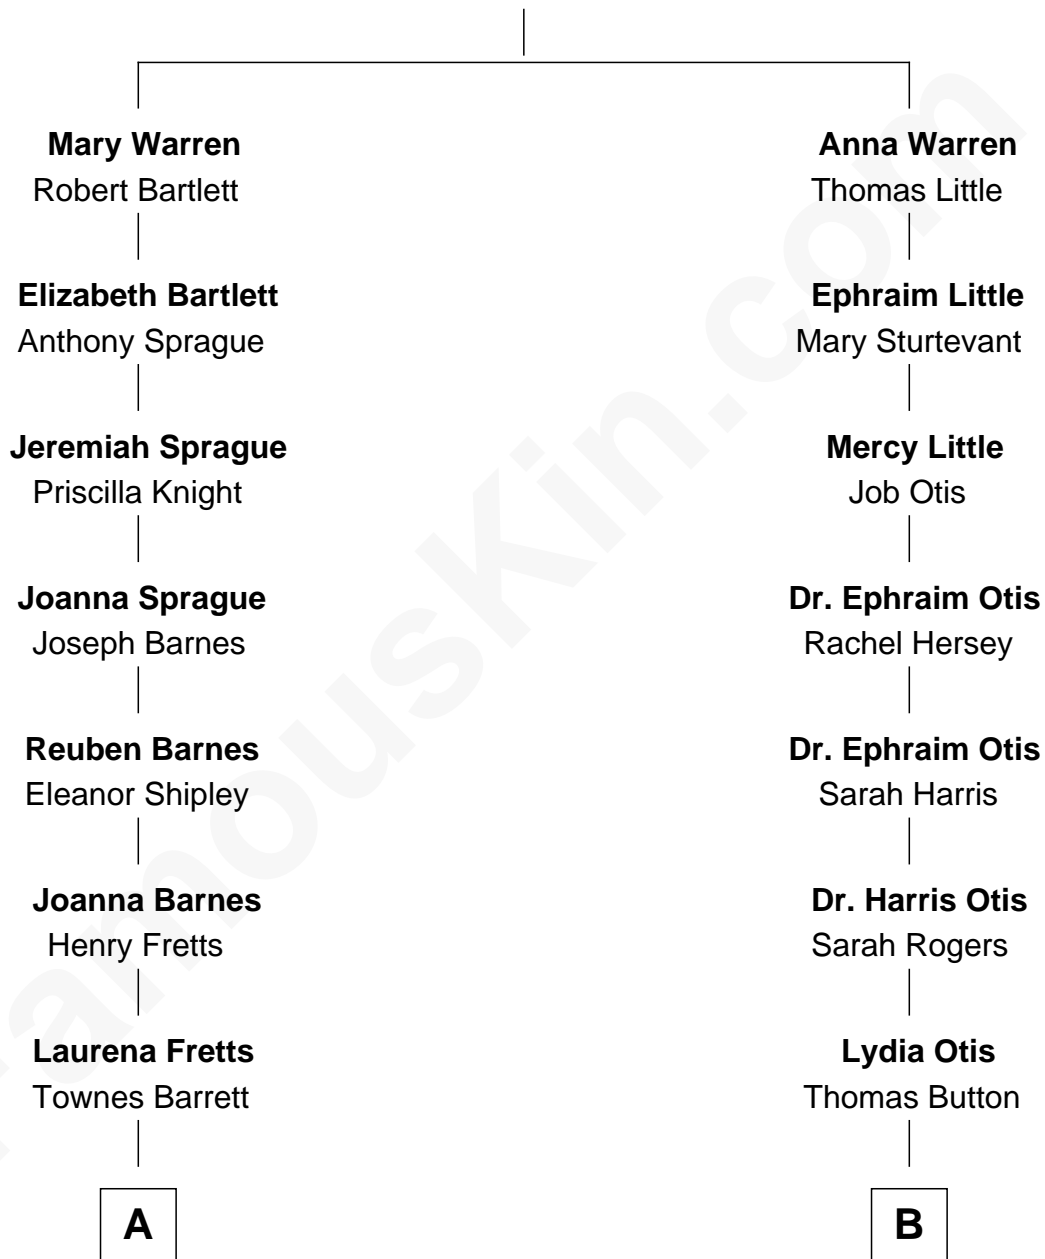 Mary Warren
Robert Bartlett
Elizabeth Bartlett
Anthony Sprague
Jeremiah Sprague
Priscilla Knight
Joanna Sprague
Joseph Barnes
Reuben Barnes
Eleanor Shipley
Joanna Barnes
Henry Fretts
Laurena Fretts
Townes Barrett
A
Anna Warren
Thomas Little
Ephraim Little
Mary Sturtevant
Mercy Little
Job Otis
Dr. Ephraim Otis
Rachel Hersey
Dr. Ephraim Otis
Sarah Harris
Dr. Harris Otis
Sarah Rogers
Lydia Otis
Thomas Button
B
FamousKin.com